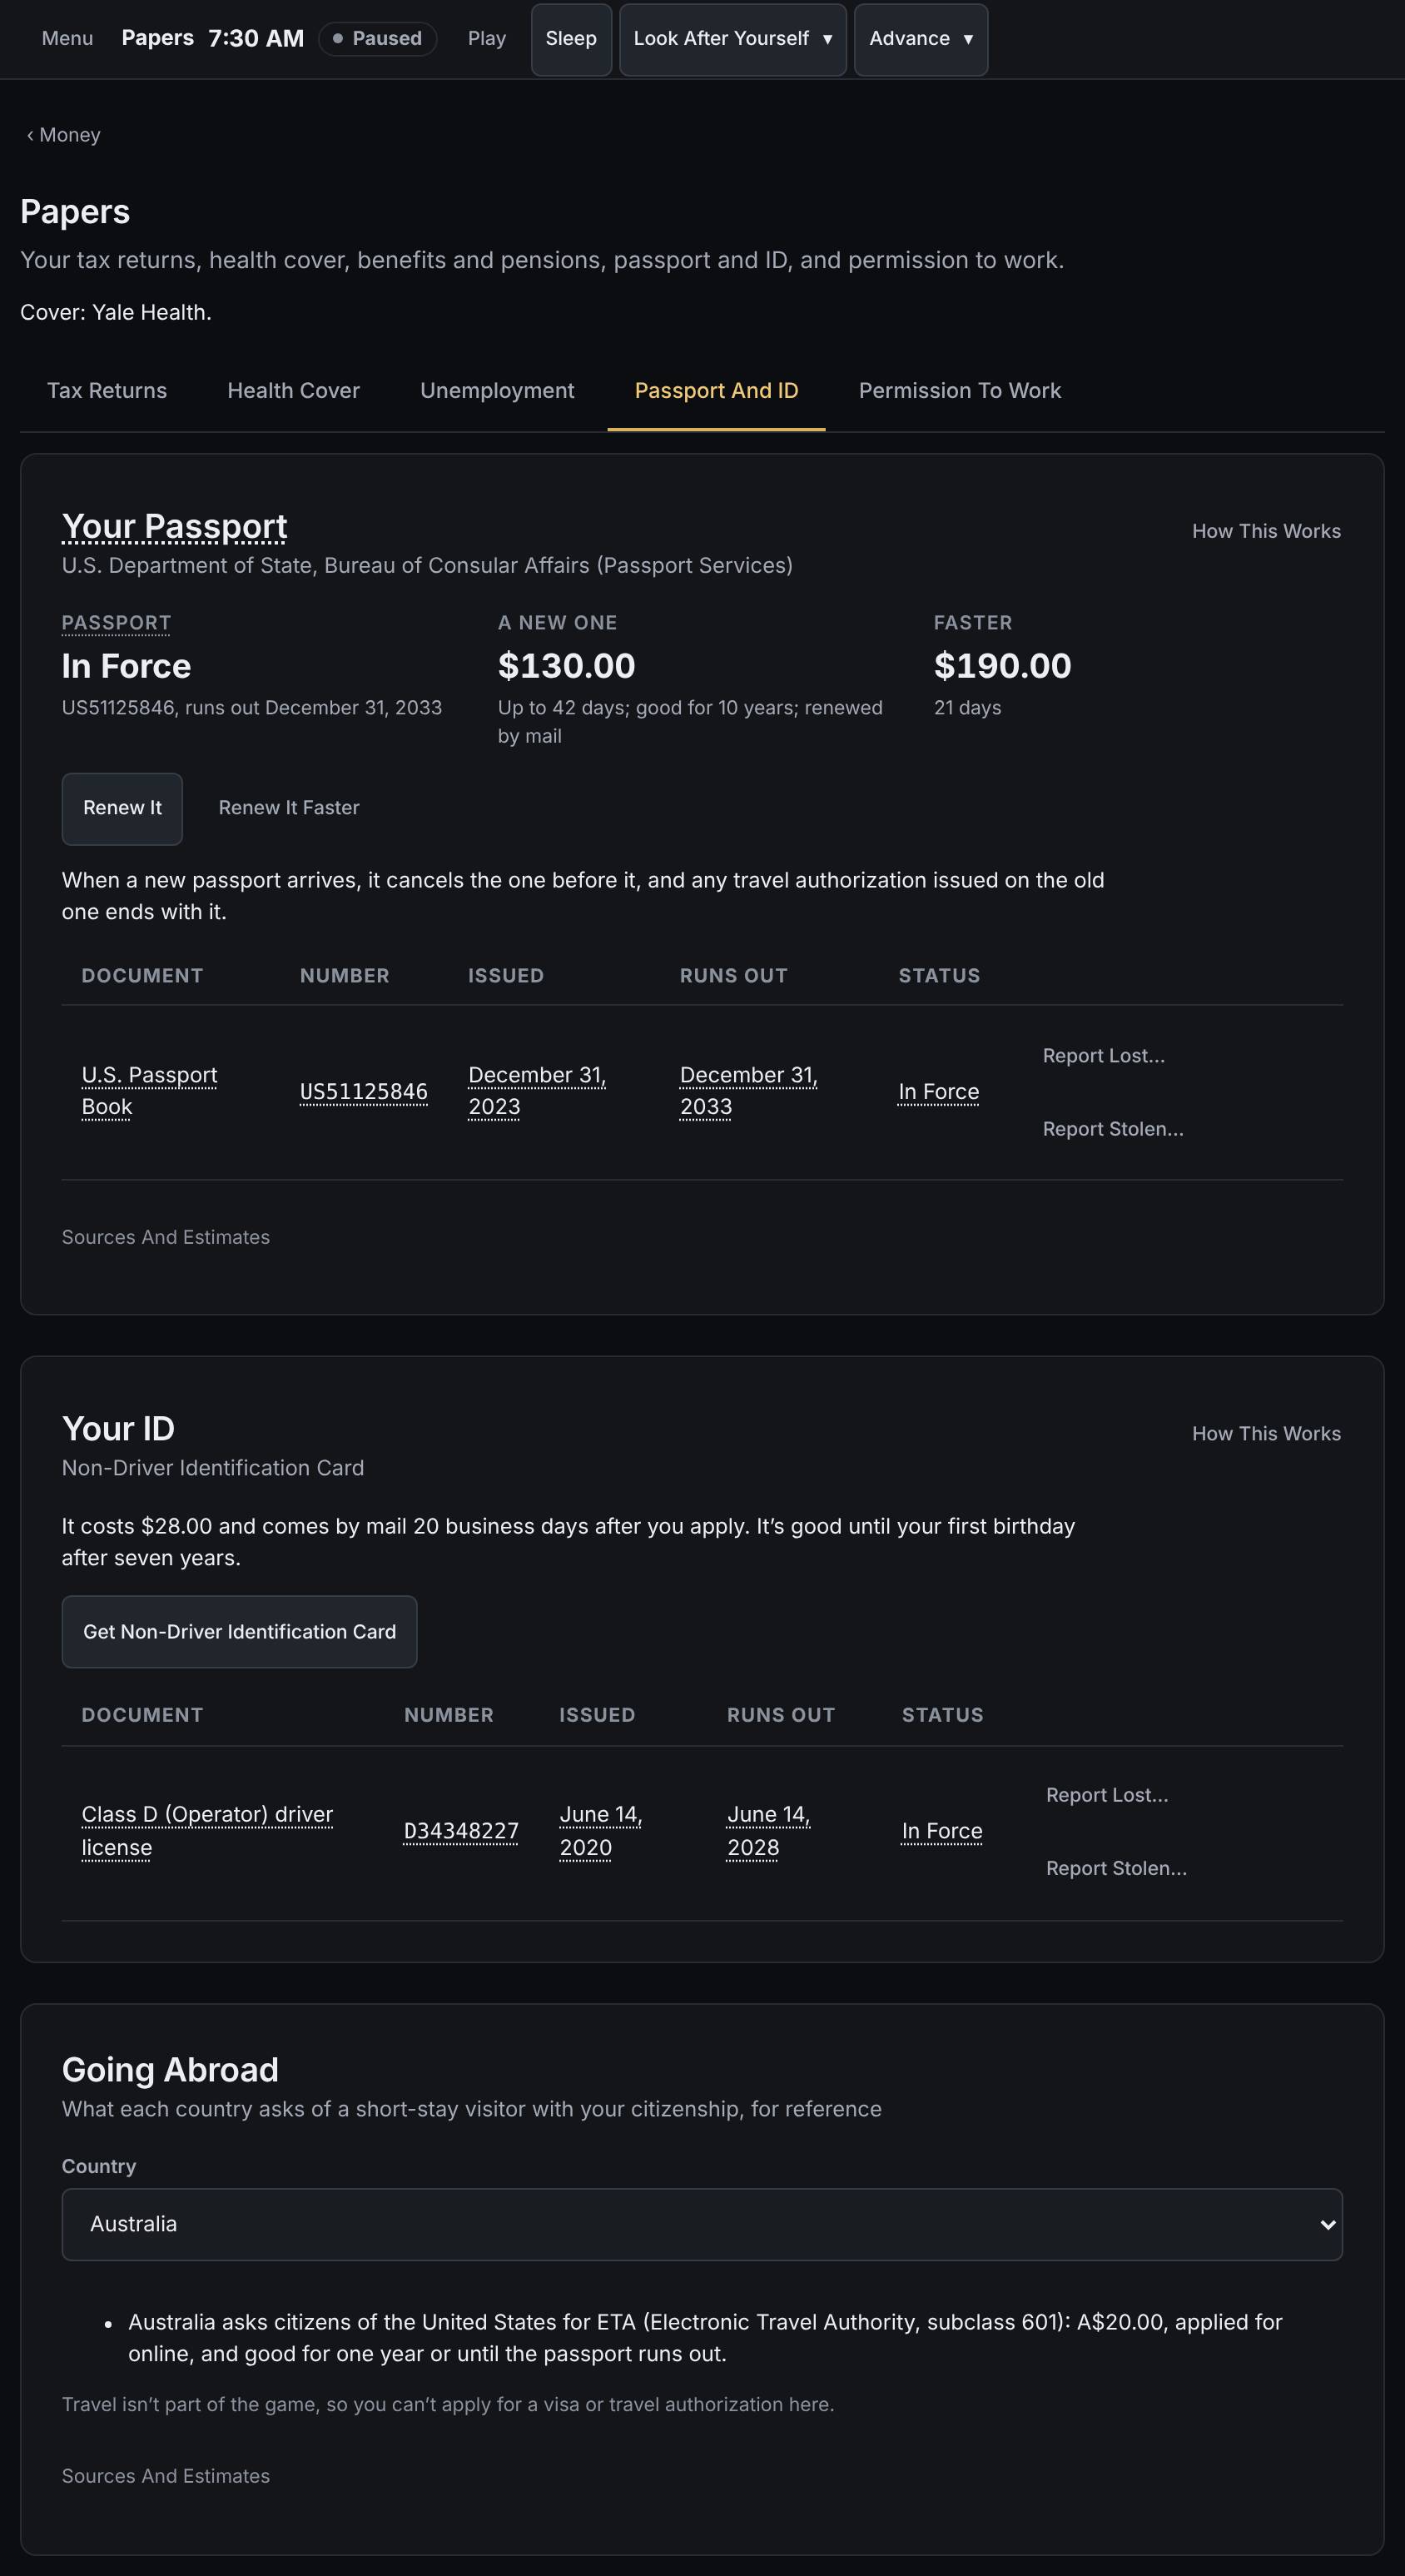 Menu Papers 7:30 AM Paused Play Sleep Look After Yourself ▾ Advance ▾
‹ Money
Papers
Your tax returns, health cover, benefits and pensions, passport and ID, and permission to work.
Cover: Yale Health.
Tax Returns Health Cover Unemployment Passport And ID Permission To Work
Your Passport How This Works
U.S. Department of State, Bureau of Consular Affairs (Passport Services)
PASSPORT A NEW ONE FASTER
In Force $130.00 $190.00
US51125846, runs out December 31, 2033 Up to 42 days; good for 10 years; renewed 21 days
by mail
Renew It Renew It Faster
When a new passport arrives, it cancels the one before it, and any travel authorization issued on the old
one ends with it.
DOCUMENT NUMBER ISSUED RUNS OUT STATUS
Report Lost...
U.S. Passport December 31, December 31,
US51125846 In Force
Book 2023 2033
Report Stolen...
Sources And Estimates
Your ID How This Works
Non-Driver Identification Card
It costs $28.00 and comes by mail 20 business days after you apply. It’s good until your first birthday
after seven years.
Get Non-Driver Identification Card
DOCUMENT NUMBER ISSUED RUNS OUT STATUS
Report Lost...
Class D (Operator) driver June 14, June 14,
D34348227 In Force
license 2020 2028
Report Stolen...
Going Abroad
What each country asks of a short-stay visitor with your citizenship, for reference
Country
Australia
• Australia asks citizens of the United States for ETA (Electronic Travel Authority, subclass 601): A$20.00, applied for
online, and good for one year or until the passport runs out.
Travel isn’t part of the game, so you can’t apply for a visa or travel authorization here.
Sources And Estimates